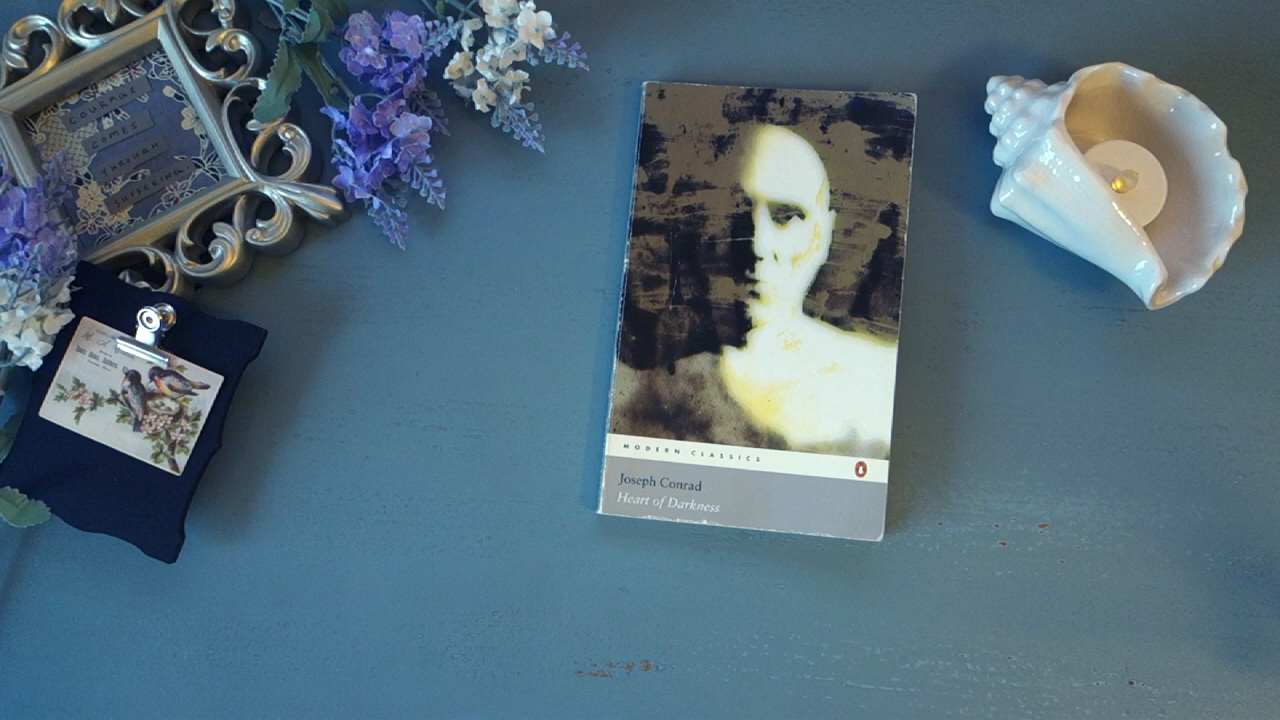 COURAGE
COMES
THROUGH
SUFFERING
MODERN CLASSICS
Joseph Conrad
Heart of Darkness